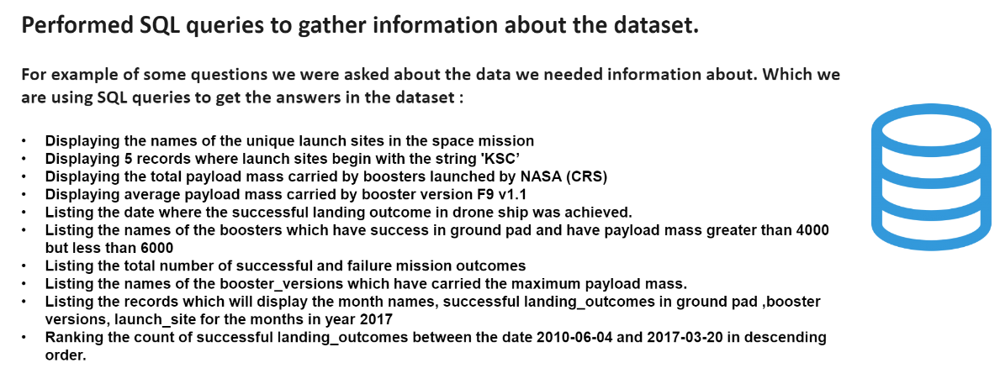 Performed SQL queries to gather information about the dataset.
For example of some questions we were asked about the data we needed information about. Which we
are using SQL queries to get the answers in the dataset :
• Displaying the names of the unique launch sites in the space mission
• Displaying 5 records where launch sites begin with the string 'KSC’
• Displaying the total payload mass carried by boosters launched by NASA (CRS)
• Displaying average payload mass carried by booster version F9 v1.1
• Listing the date where the successful landing outcome in drone ship was achieved.
• Listing the names of the boosters which have success in ground pad and have payload mass greater than 4000
but less than 6000
• Listing the total number of successful and failure mission outcomes
• Listing the names of the booster_versions which have carried the maximum payload mass.
• Listing the records which will display the month names, successful landing_outcomes in ground pad ,booster
versions, launch_site for the months in year 2017
• Ranking the count of successful landing_outcomes between the date 2010-06-04 and 2017-03-20 in descending
order.